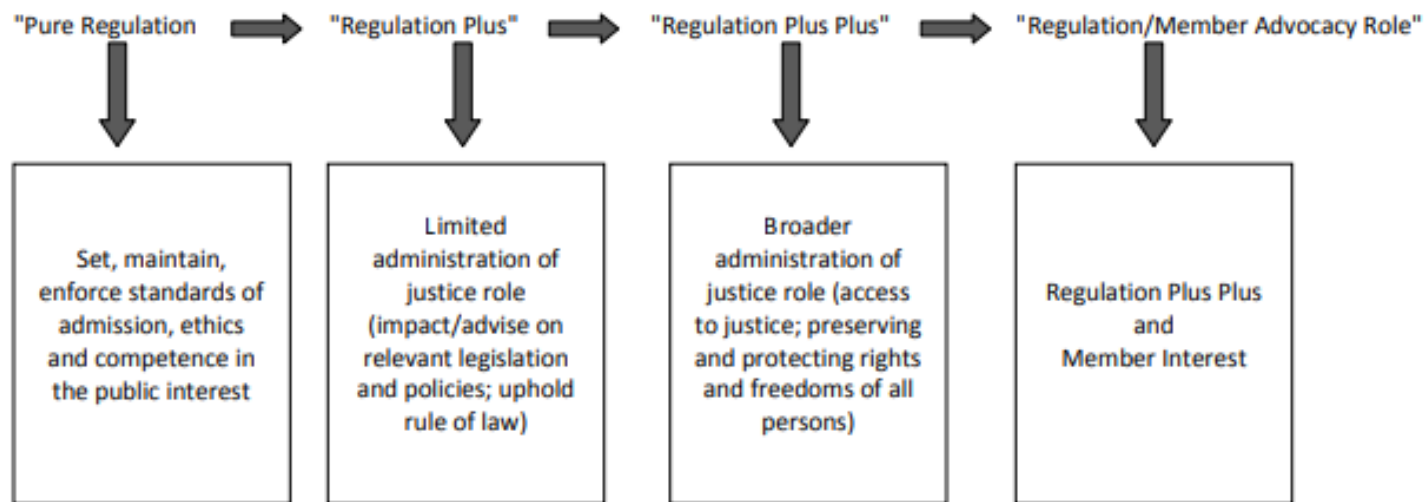 "Pure Regulation
"Regulation Plus"
"Regulation Plus Plus"
"Regulation/Member Advocacy Role"
Set, maintain,
enforce standards of
admission, ethics
and competence in
the public interest
Limited
administration of
justice role
(impact/advise on
relevant legislation
and policies; uphold
rule of law)
Broader
administration of
justice role (access
to justice; preserving
and protecting rights
and freedoms of all
persons)
Regulation Plus Plus
and
Member Interest